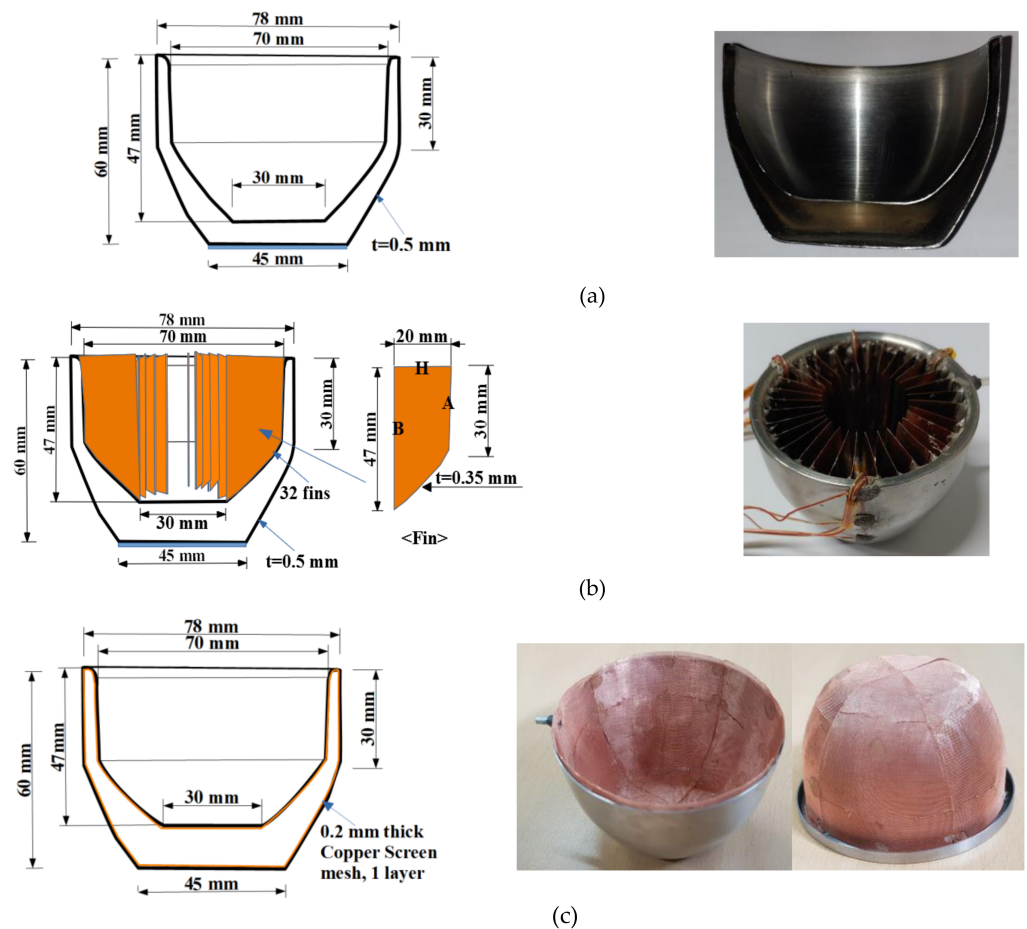 78 mm
70 mm
60 mm
47 mm
30 mm
30 mm
t=0.5 mm
45 mm
(a)
78 mm
70 mm
60 mm
47 mm
30 mm
32 fins
30 mm
t=0.5 mm
45 mm
20 mm
H
A
B
47 mm
30 mm
t=0.35 mm
<Fin>
(b)
78 mm
70 mm
60 mm
47mm
30 mm
30 mm
0.2 mm thick
Copper Screen
mesh, 1 layer
45 mm
(c)